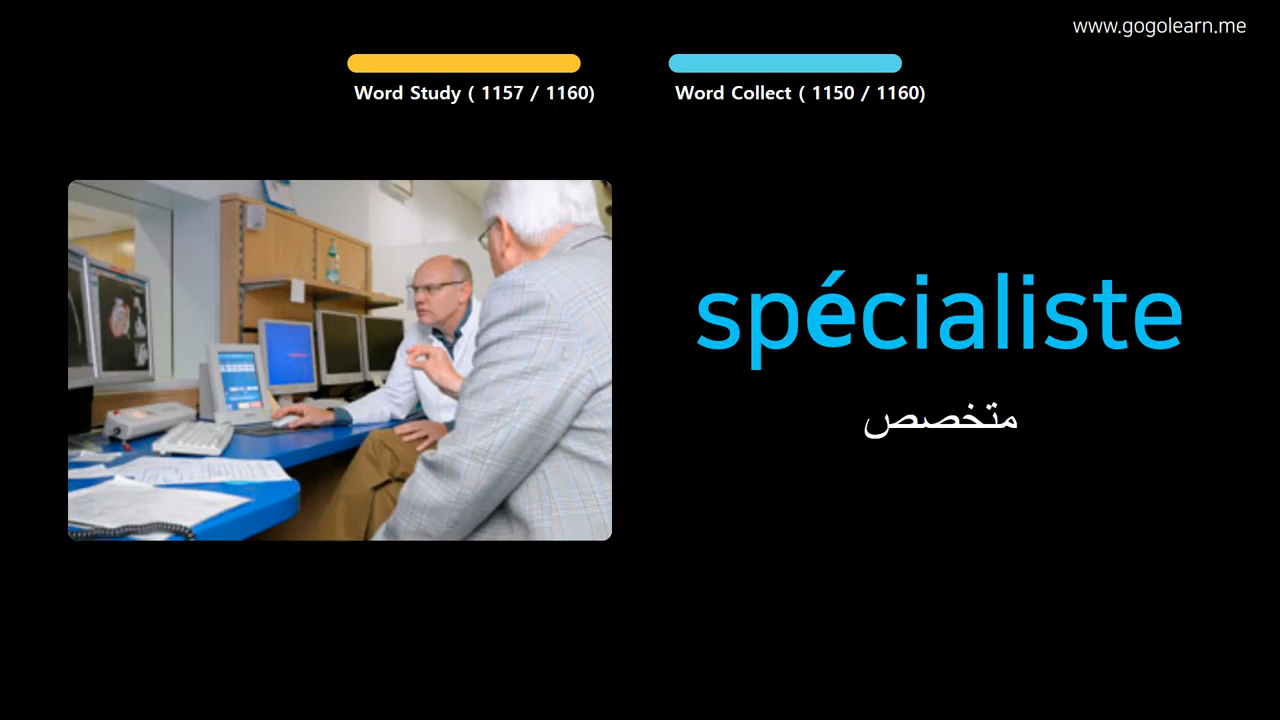 www.gogolearn.me
Word Study ( 1157 / 1160)
Word Collect ( 1150 / 1160)
spécialiste
متخصص